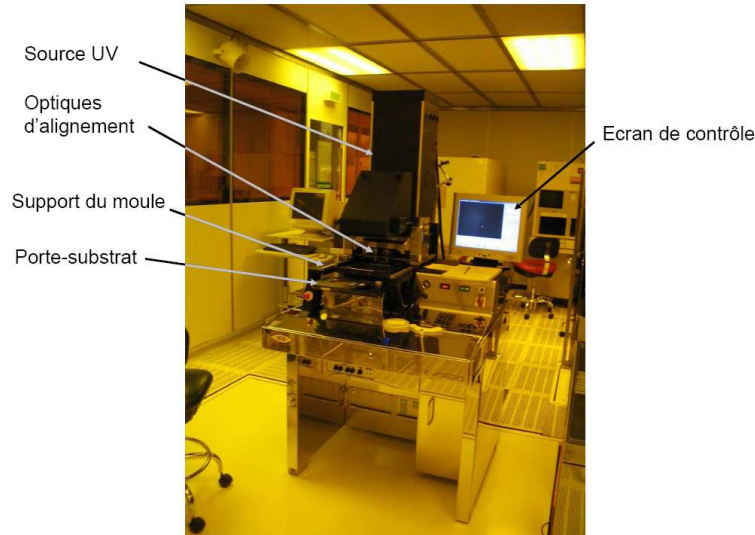 Source UV
Optiques
d'alignement
Support du moule
Porte-substrat
Ecran de contrôle